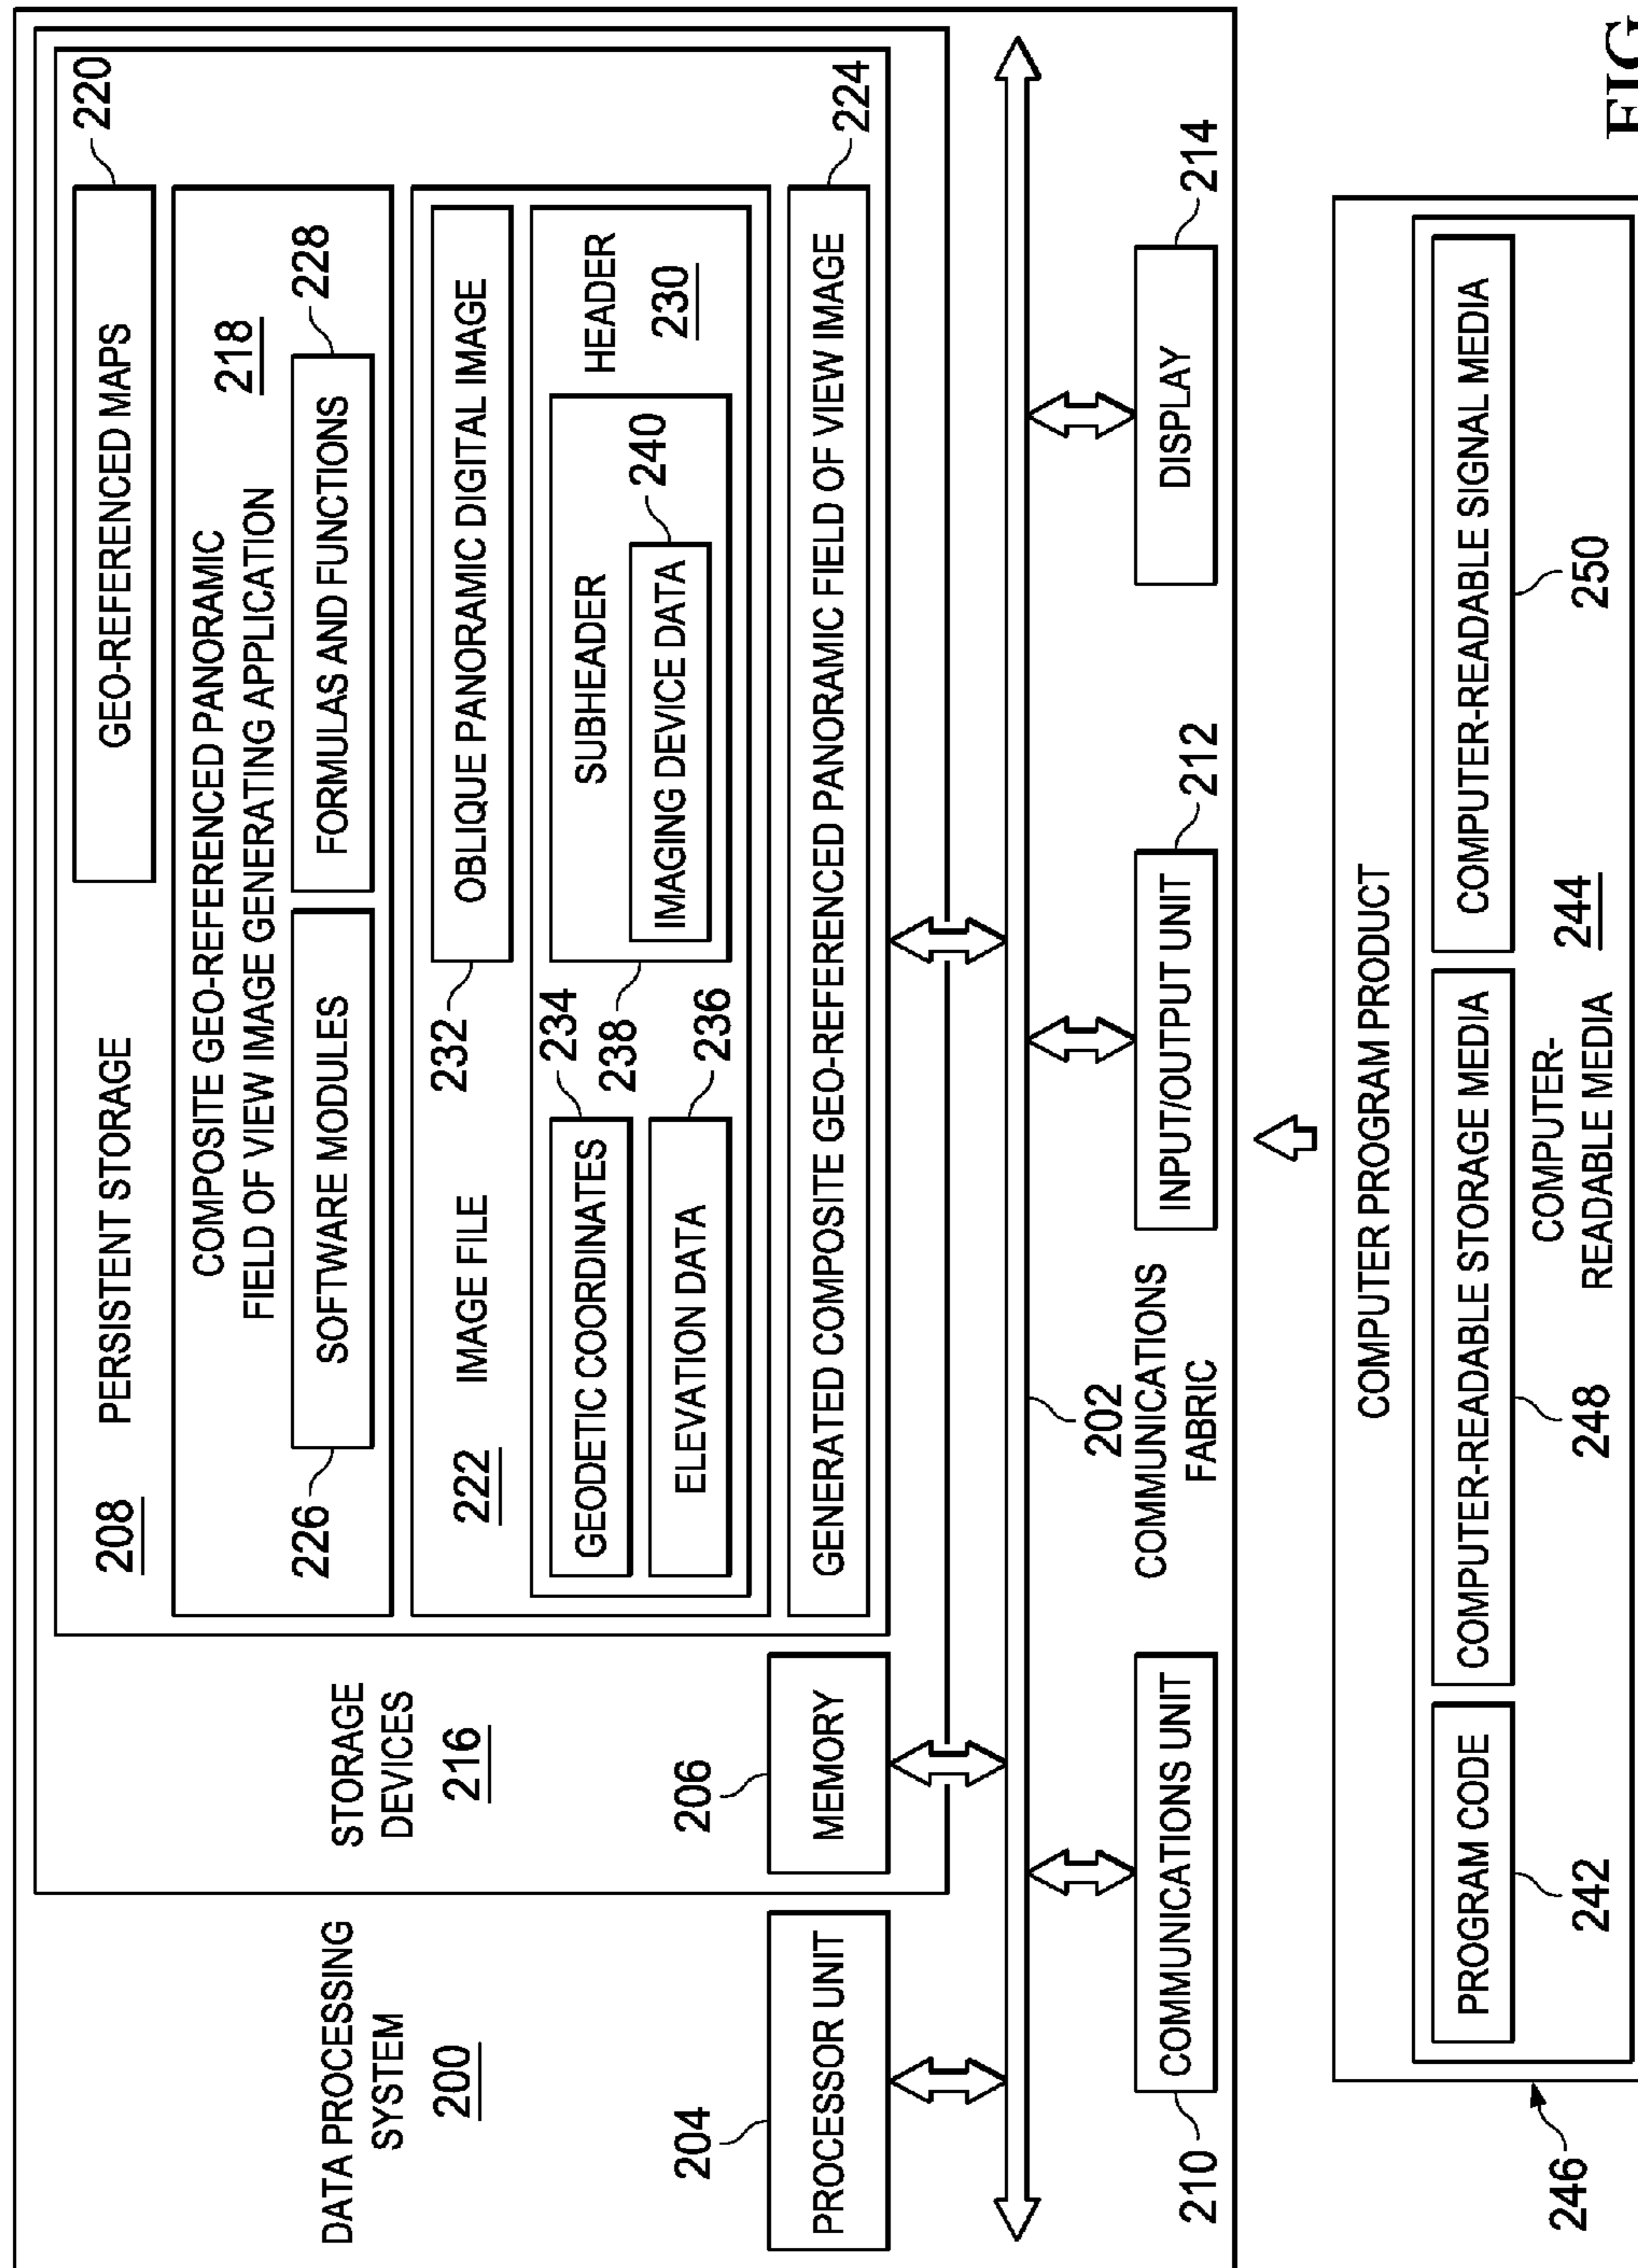 DATA PROCESSING
SYSTEM
200
STORAGE
DEVICES
216
208
PERSISTENT STORAGE
GEO-REFERENCED MAPS
220
COMPOSITE GEO-REFERENCED PANORAMIC
FIELD OF VIEW IMAGE GENERATING APPLICATION
218
226
SOFTWARE MODULES
FORMULAS AND FUNCTIONS
228
222
IMAGE FILE
232
OBLIQUE PANORAMIC DIGITAL IMAGE
GEODETIC COORDINATES
234
238
SUBHEADER
HEADER
230
ELEVATION DATA
236
IMAGING DEVICE DATA
240
GENERATED COMPOSITE GEO-REFERENCED PANORAMIC FIELD OF VIEW IMAGE
224
204
PROCESSOR UNIT
206
MEMORY
202
COMMUNICATIONS
FABRIC
210
COMMUNICATIONS UNIT
INPUT/OUTPUT UNIT
212
DISPLAY
214
COMPUTER PROGRAM PRODUCT
246
PROGRAM CODE
COMPUTER-READABLE STORAGE MEDIA
COMPUTER-READABLE SIGNAL MEDIA
242
248
COMPUTER-
READABLE MEDIA
244
250
FIG